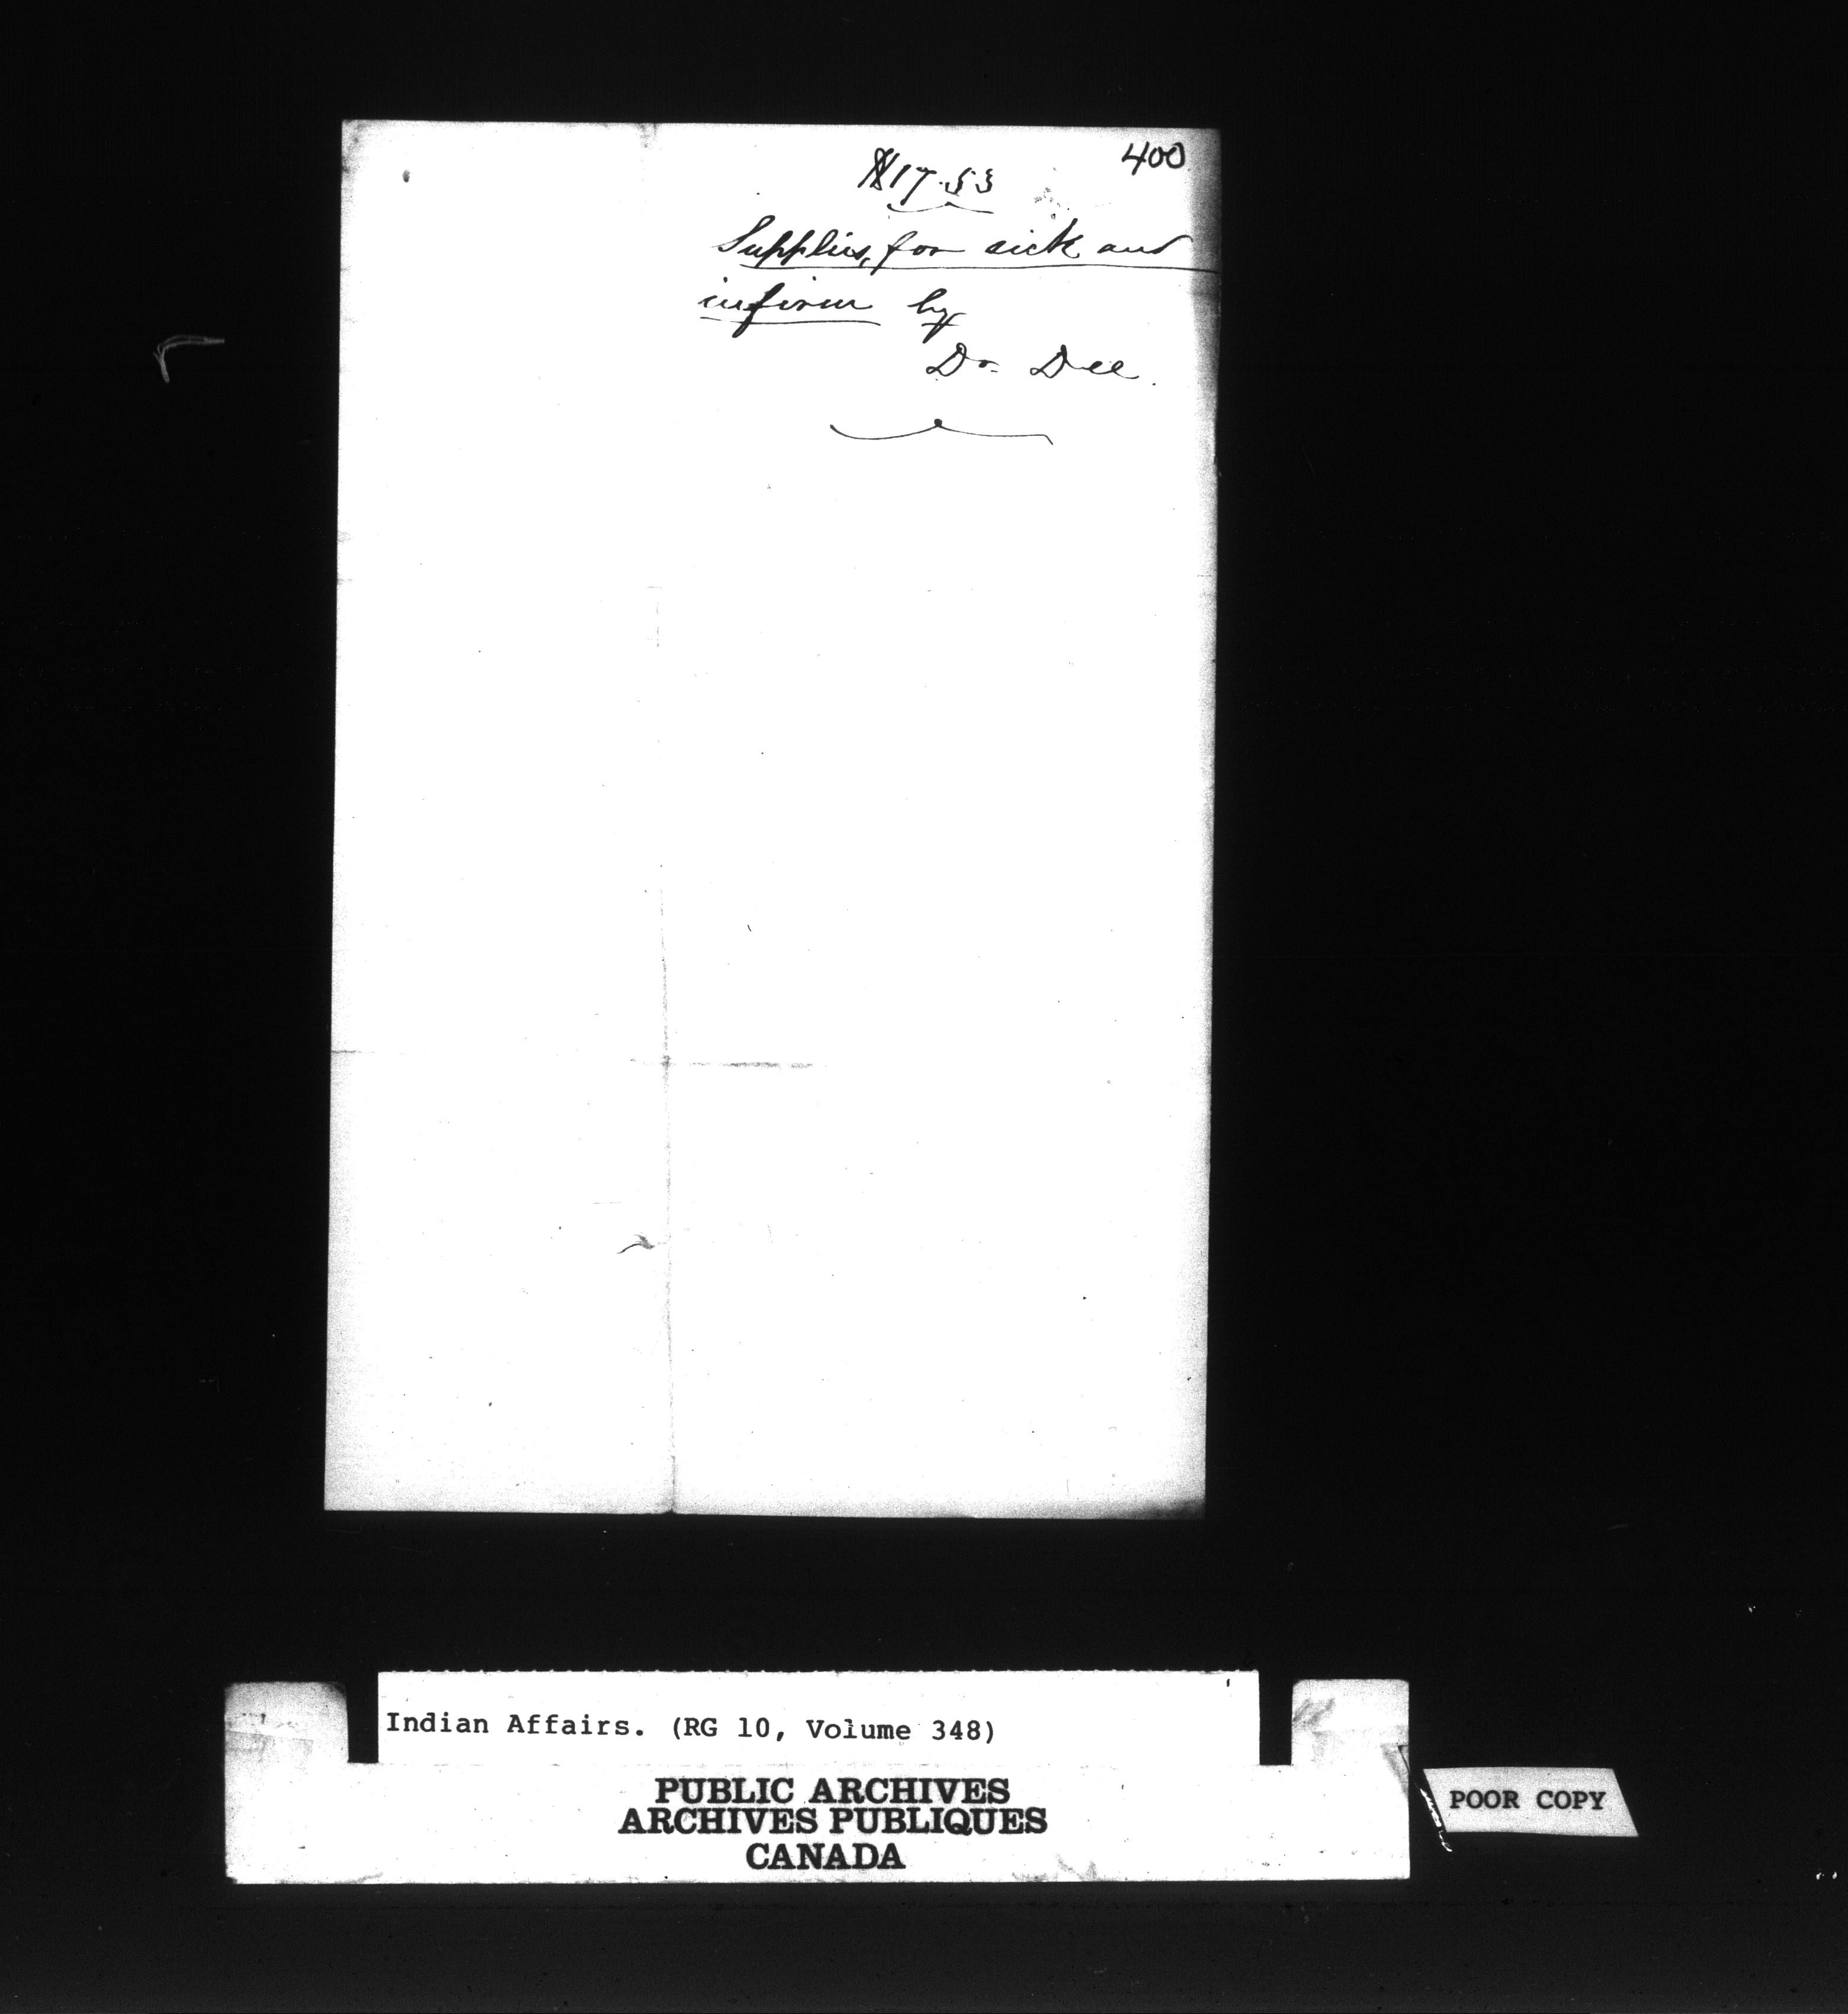 400
$17.53
Supplies for sick and
infirm by
Dr. Dee.
Indian Affairs. (RG 10, Volume 348)
PUBLIC ARCHIVES
ARCHIVES PUBLIQUES
CANADA
POOR COPY